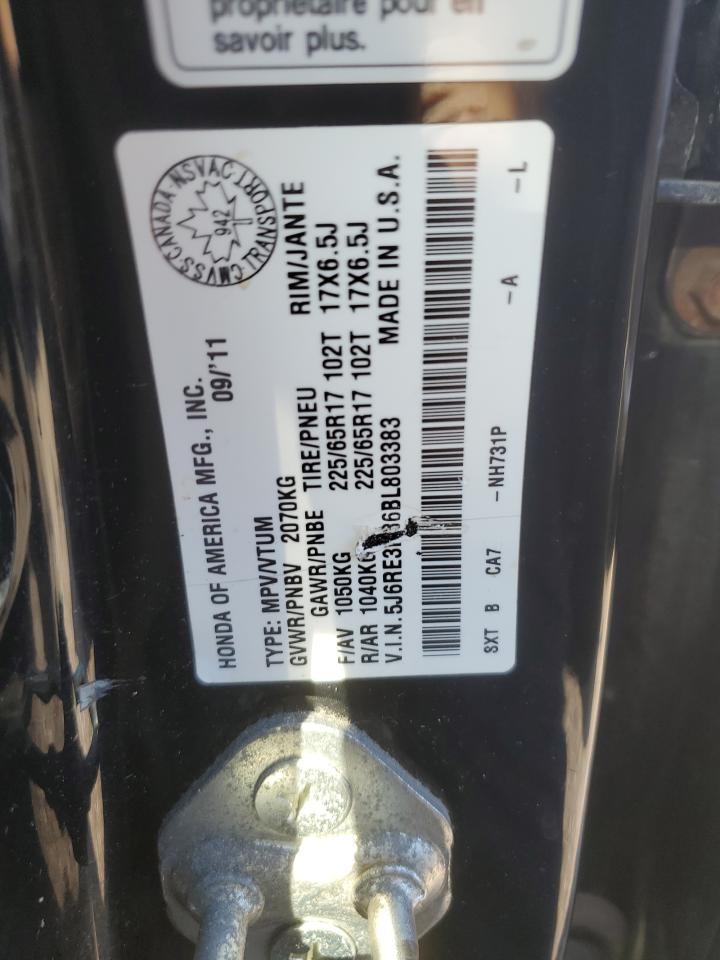 propriétaire pour en
savoir plus.
HONDA OF AMERICA MFG., INC.
09/'11
CMVSS·CANADA·NSVAC
TRANSPORT
942
TYPE: MPV/VTUM
GVWR/PNBV 2070KG
GAWR/PNBE TIRE/PNEU RIM/JANTE
F/AV 1050KG 225/65R17 102T 17X6.5J
R/AR 1040KG 225/65R17 102T 17X6.5J
V.I.N. MADE IN U.S.A.
SXT B CA7 -NH731P -A -L